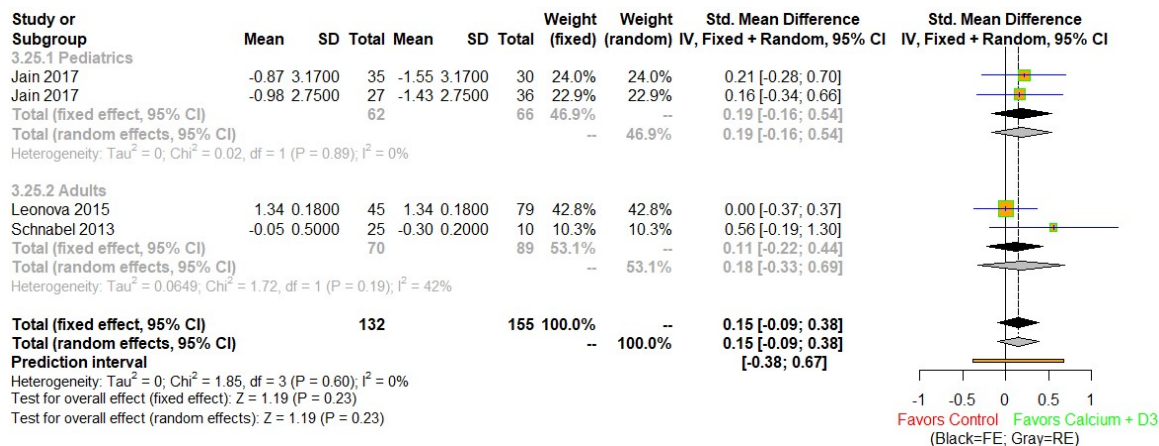 Study or Weight Weight Std. Mean Difference Std. Mean Difference
Subgroup Mean SD Total Mean SD Total (fixed) (random) IV, Fixed + Random, 95% CI IV, Fixed + Random, 95% CI
3.25.1 Pediatrics
Jain 2017 -0.87 3.1700 35 -1.55 3.1700 30 24.0% 24.0% 0.21 [-0.28; 0.70]
Jain 2017 -0.98 2.7500 27 -1.43 2.7500 36 22.9% 22.9% 0.16 [-0.34; 0.66]
Total (fixed effect, 95% CI) 62 66 46.9% -- 0.19 [-0.16; 0.54]
Total (random effects, 95% CI) -- 46.9% 0.19 [-0.16; 0.54]
Heterogeneity: Tau² = 0; Chi² = 0.02, df = 1 (P = 0.89); I² = 0%
3.25.2 Adults
Leonova 2015 1.34 0.1800 45 1.34 0.1800 79 42.8% 42.8% 0.00 [-0.37; 0.37]
Schnabel 2013 -0.05 0.5000 25 -0.30 0.2000 10 10.3% 10.3% 0.56 [-0.19; 1.30]
Total (fixed effect, 95% CI) 70 89 53.1% -- 0.11 [-0.22; 0.44]
Total (random effects, 95% CI) -- 53.1% 0.18 [-0.33; 0.69]
Heterogeneity: Tau² = 0.0649; Chi² = 1.72, df = 1 (P = 0.19); I² = 42%
Total (fixed effect, 95% CI) 132 155 100.0% -- 0.15 [-0.09; 0.38]
Total (random effects, 95% CI) -- 100.0% 0.15 [-0.09; 0.38]
Prediction interval [-0.38; 0.67]
Heterogeneity: Tau² = 0; Chi² = 1.85, df = 3 (P = 0.60); I² = 0%
Test for overall effect (fixed effect): Z = 1.19 (P = 0.23)
Test for overall effect (random effects): Z = 1.19 (P = 0.23)
-1 -0.5 0 0.5 1
Favors Control Favors Calcium + D3
(Black=FE; Gray=RE)